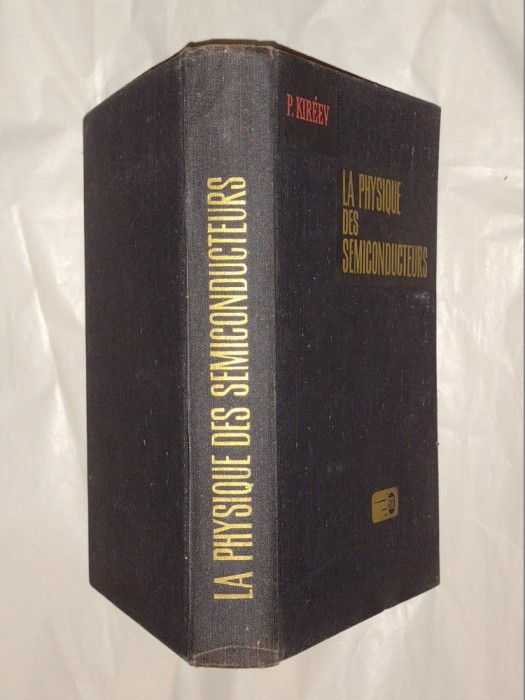 LA PHYSIQUE DES SEMICONDUCTEURS
P. KIRÉEV
LA PHYSIQUE
DES
SEMICONDUCTEURS